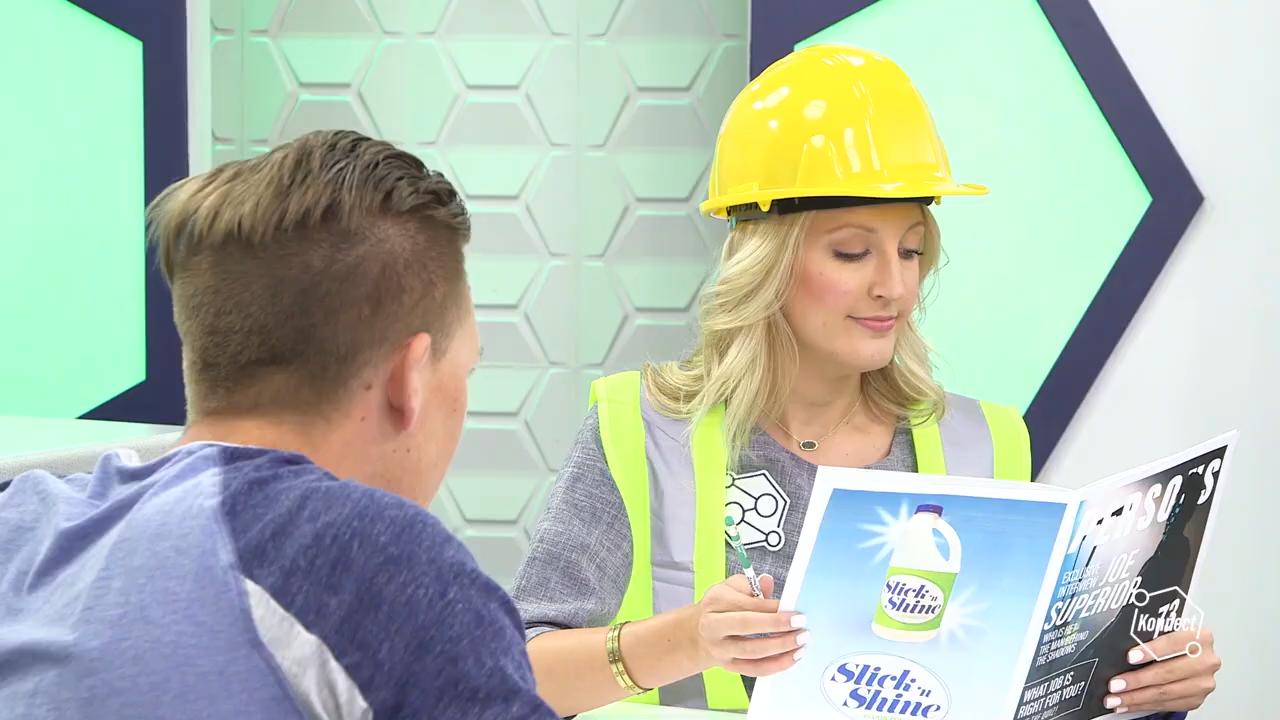 Slick 'n
Shine
Slick 'n
Shine
PERSONS
EXCLUSIVE
INTERVIEW JOE
SUPERIOR
WHO IS HE?
THE MAN BEHIND
THE SHADOWS
WHAT JOB IS
RIGHT FOR YOU?
Konnect